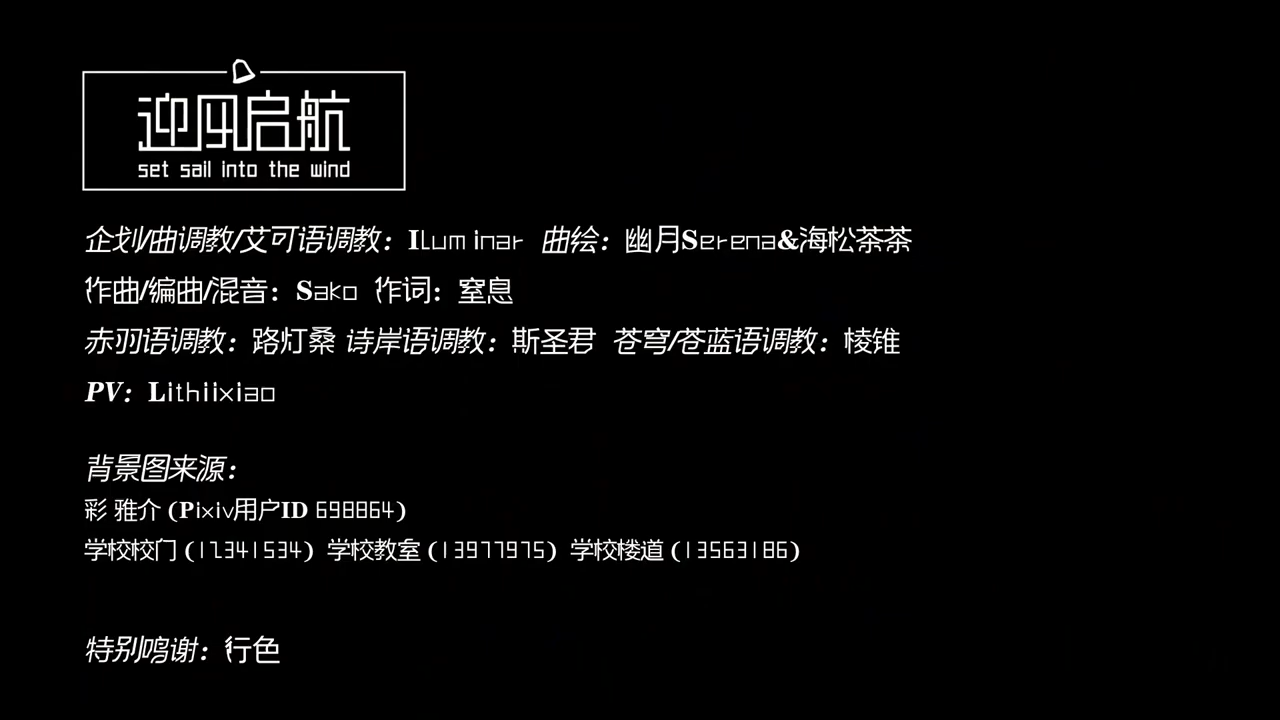 迎风启航
set sail into the wind
企划/曲调教/艾可语调教：ILuminar 曲绘：幽月Serena&海松茶茶
作曲/编曲/混音：Sako 作词：窒息
赤羽语调教：路灯桑 诗岸语调教：斯圣君 苍穹/苍蓝语调教：棱锥
PV：Lithiixiao
背景图来源：
彩 雅介 (Pixiv用户ID 698864)
学校校门 (12341534) 学校教室 (13977975) 学校楼道 (13563186)
特别鸣谢：行色